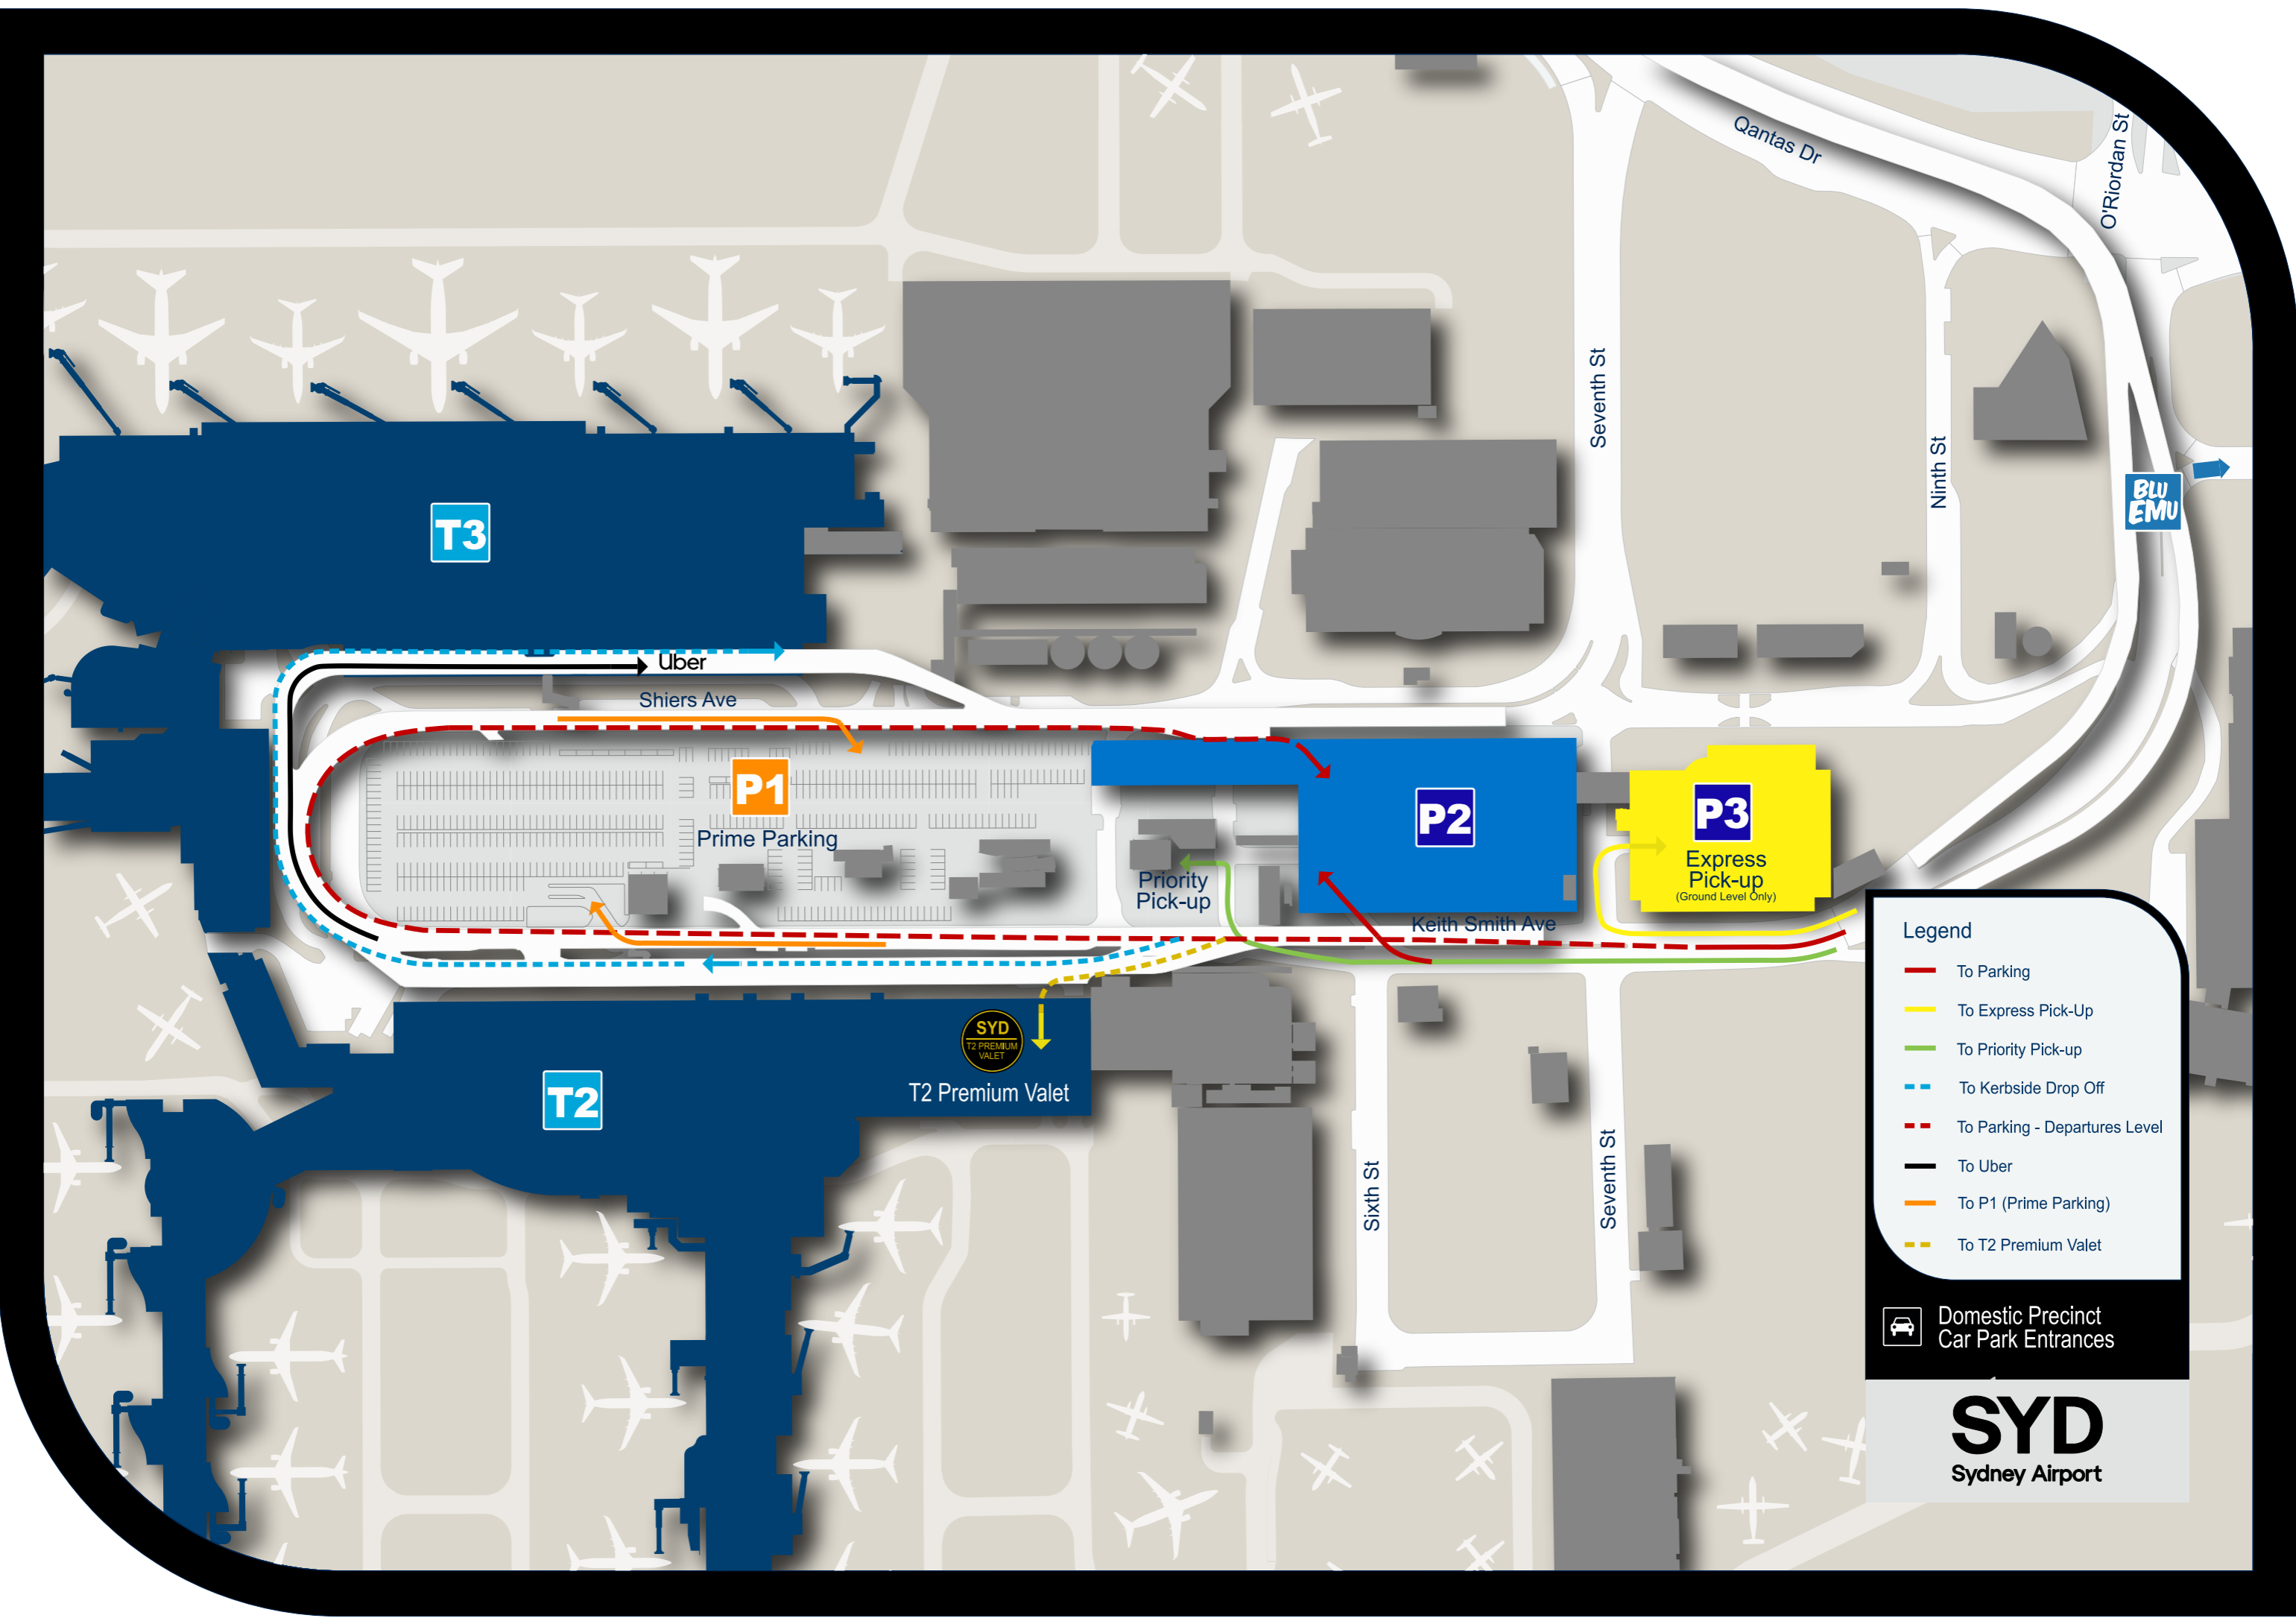 Qantas Dr
O'Riordan St
Seventh St
Ninth St
BLU
EMU
T3
Uber
Shiers Ave
P1
Prime Parking
P2
P3
Express
Pick-up
(Ground Level Only)
Priority
Pick-up
Keith Smith Ave
SYD
T2 PREMIUM
VALET
T2 Premium Valet
T2
Sixth St
Seventh St
Legend
To Parking
To Express Pick-Up
To Priority Pick-up
To Kerbside Drop Off
To Parking - Departures Level
To Uber
To P1 (Prime Parking)
To T2 Premium Valet
Domestic Precinct
Car Park Entrances
SYD
Sydney Airport